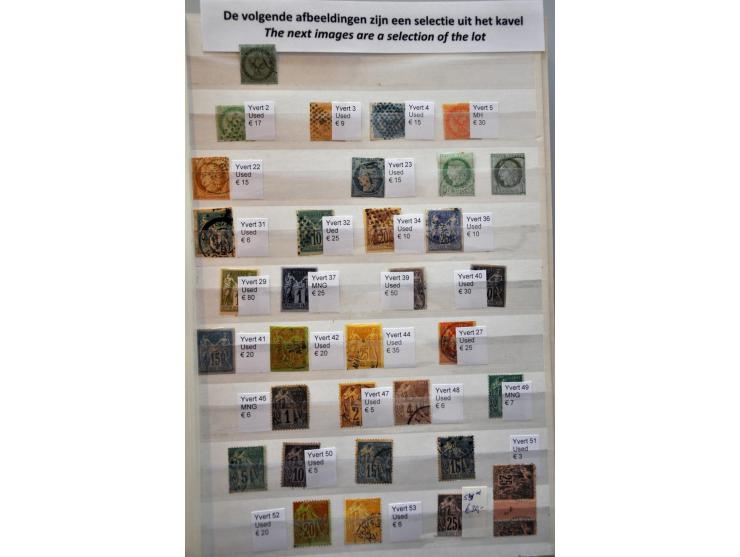 De volgende afbeeldingen zijn een selectie uit het kavel
The next images are a selection of the lot
Yvert 2
Used
€ 17
Yvert 3
Used
€ 9
Yvert 4
Used
€ 15
Yvert 5
MH
€ 30
Yvert 22
Used
€ 15
Yvert 23
Used
€ 15
Yvert 31
Used
€ 6
Yvert 32
Used
€ 25
Yvert 34
Used
€ 10
Yvert 36
Used
€ 10
Yvert 29
Used
€ 80
Yvert 37
MNG
€ 25
Yvert 39
Used
€ 50
Yvert 40
Used
€ 30
Yvert 41
Used
€ 20
Yvert 42
Used
€ 20
Yvert 44
Used
€ 35
Yvert 27
Used
€ 25
Yvert 46
MNG
€ 6
Yvert 47
Used
€ 5
Yvert 48
Used
€ 6
Yvert 49
MNG
€ 7
Yvert 50
Used
€ 5
Yvert 51
Used
€ 3
Yvert 52
Used
€ 20
Yvert 53
Used
€ 6